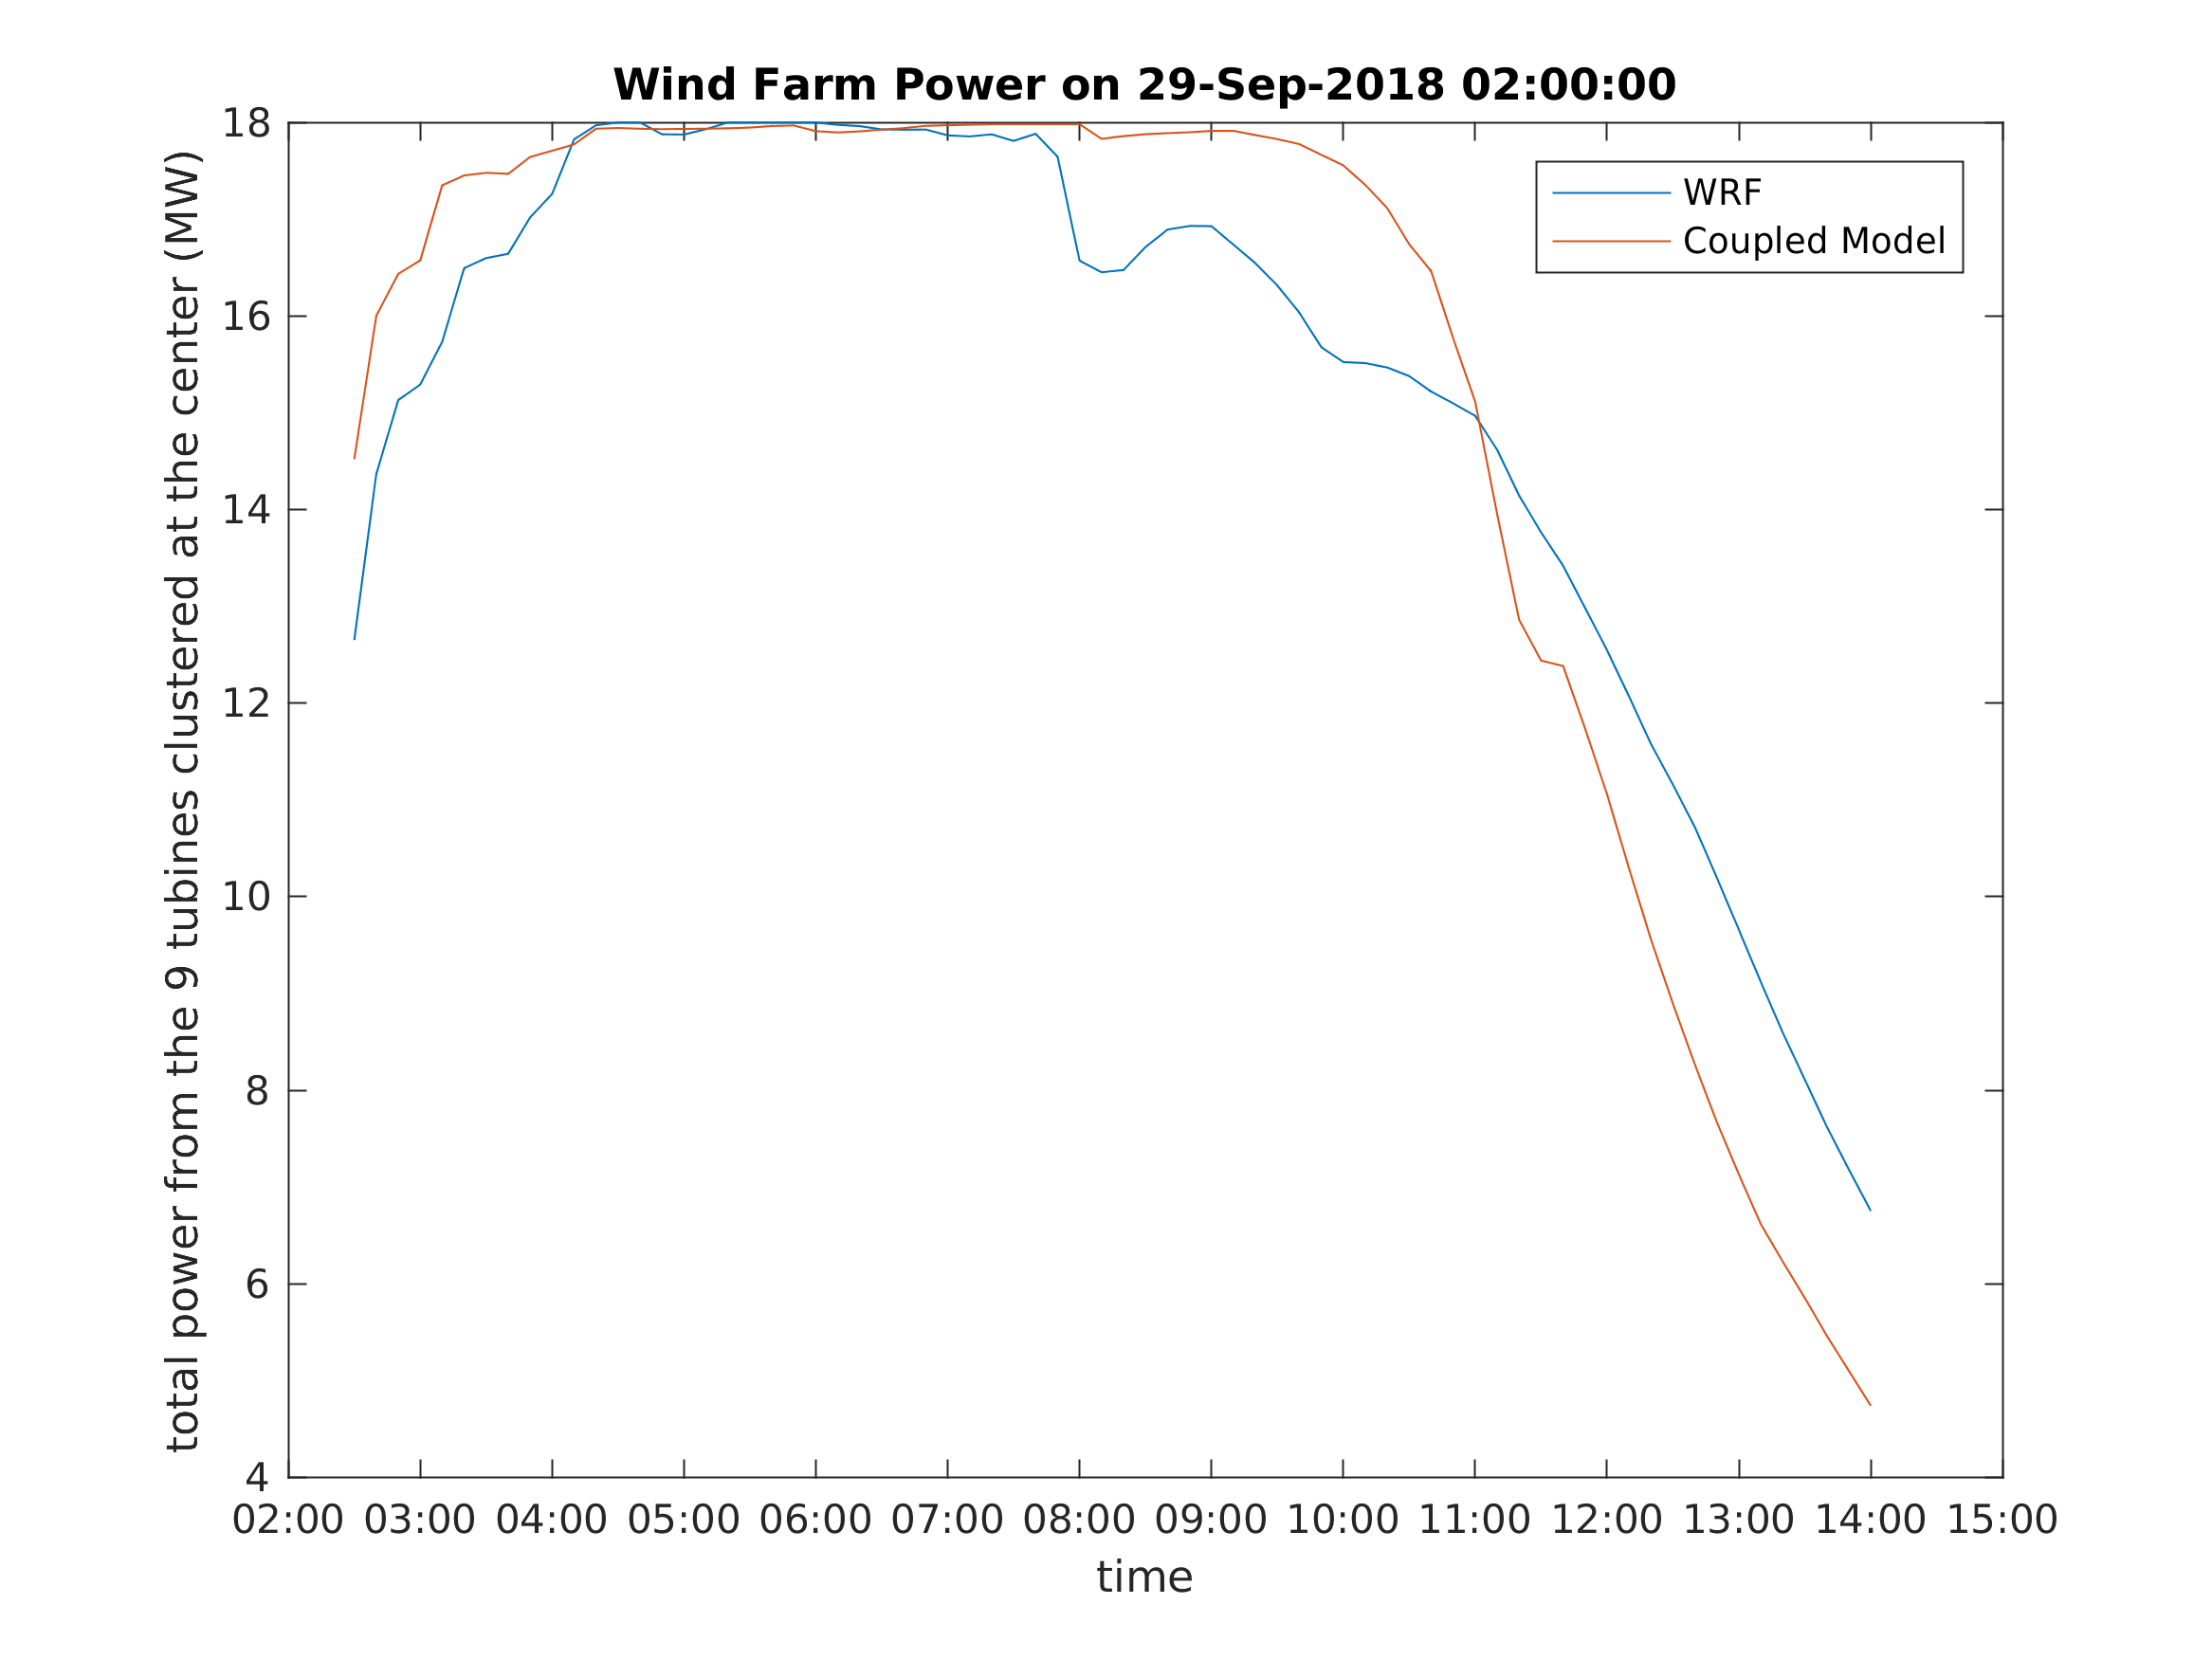 Wind Farm Power on 29-Sep-2018 02:00:00
total power from the 9 tubines clustered at the center (MW)
18
16
14
12
10
8
6
4
WRF
Coupled Model
02:00 03:00 04:00 05:00 06:00 07:00 08:00 09:00 10:00 11:00 12:00 13:00 14:00 15:00
time